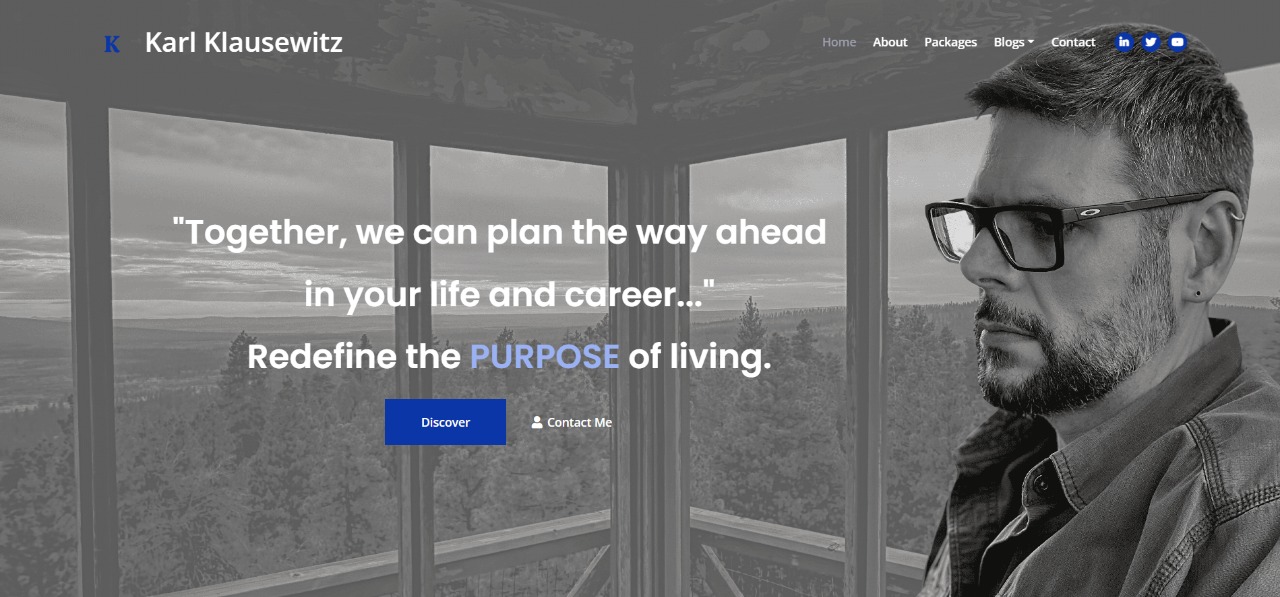 K Karl Klausewitz
Home About Packages Blogs Contact
"Together, we can plan the way ahead
in your life and career..."
Redefine the PURPOSE of living.
Discover Contact Me